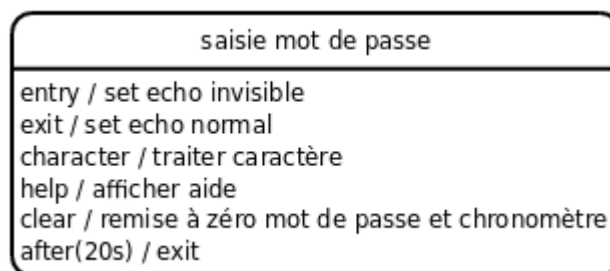 saisie mot de passe
entry / set echo invisible
exit / set echo normal
character / traiter caractère
help / afficher aide
clear / remise à zéro mot de passe et chronomètre
after(20s) / exit